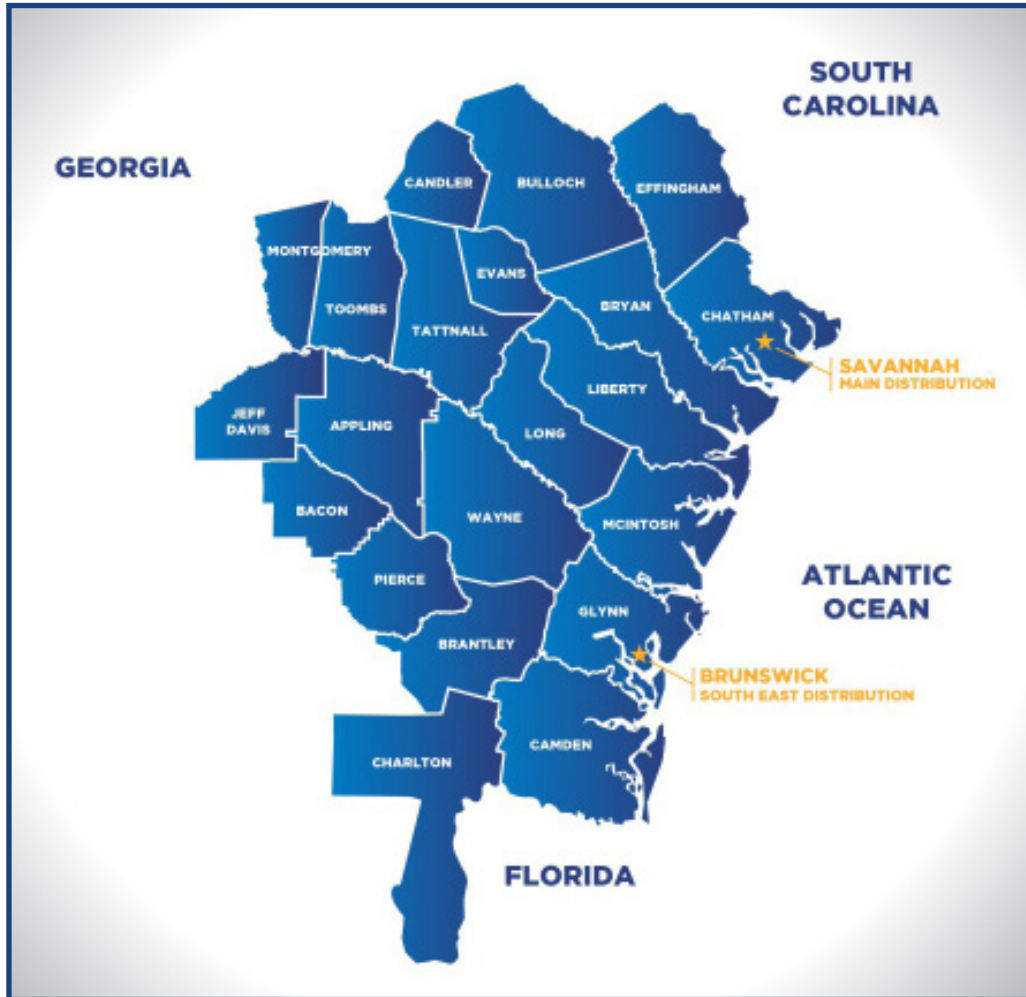 SOUTH
CAROLINA
GEORGIA
CANDLER
BULLOCH
EFFINGHAM
MONTGOMERY
EVANS
TOOMBS
TATTNALL
BRYAN
CHATHAM
SAVANNAH
MAIN DISTRIBUTION
LIBERTY
JEFF
DAVIS
APPLING
LONG
BACON
WAYNE
MCINTOSH
PIERCE
ATLANTIC
OCEAN
GLYNN
BRANTLEY
BRUNSWICK
SOUTH EAST DISTRIBUTION
CAMDEN
CHARLTON
FLORIDA